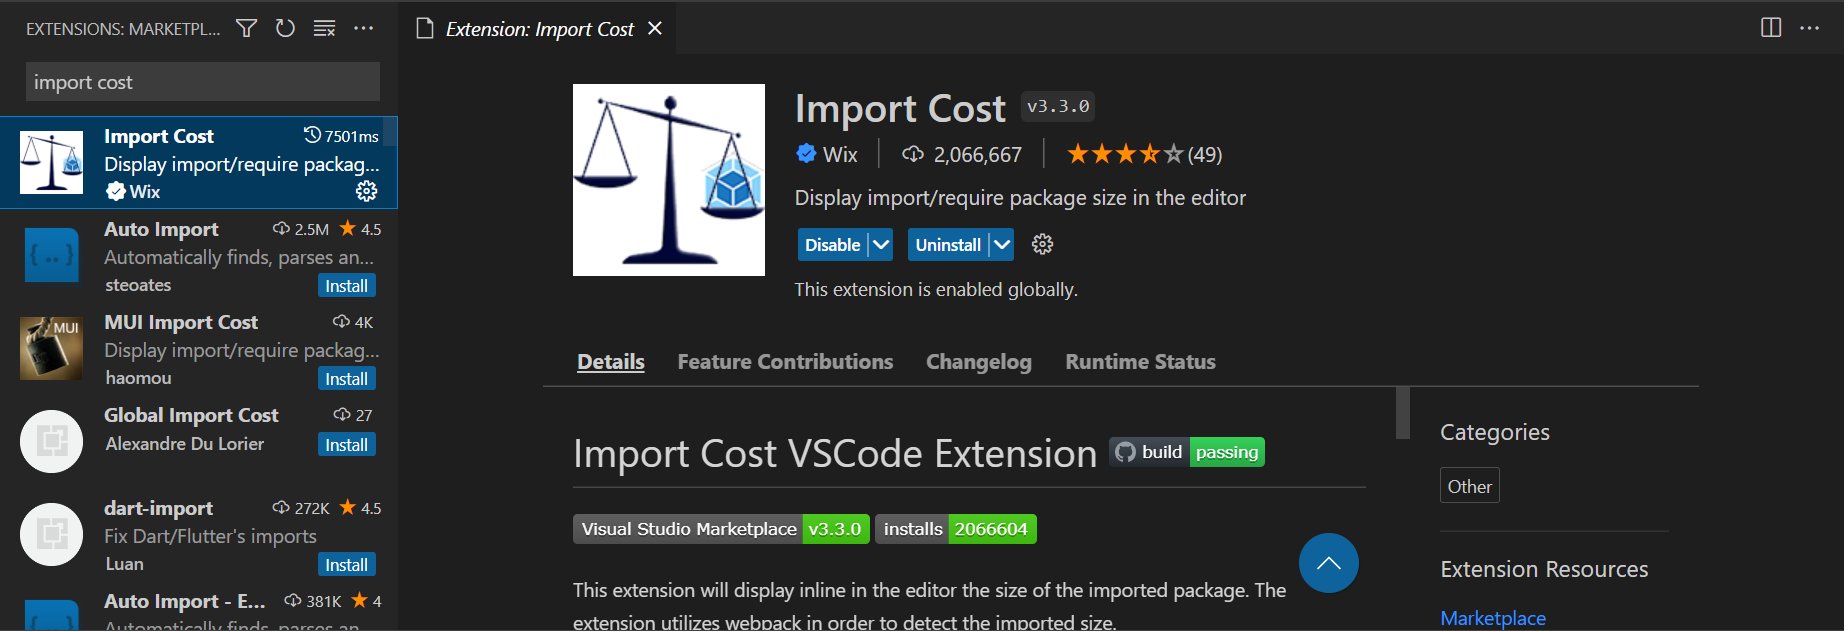 EXTENSIONS: MARKETPL...
import cost
Import Cost
7501ms
Display import/require packag...
Wix
Auto Import
2.5M
4.5
Automatically finds, parses an...
steoates
Install
MUI
MUI Import Cost
4K
Display import/require packag...
haomou
Install
Global Import Cost
27
Alexandre Du Lorier
Install
dart-import
272K
4.5
Fix Dart/Flutter's imports
Luan
Install
Auto Import - E...
381K
4
Automatically finds, parses an
Extension: Import Cost
Import Cost v3.3.0
Wix
2,066,667
(49)
Display import/require package size in the editor
Disable
Uninstall
This extension is enabled globally.
Details Feature Contributions Changelog Runtime Status
Import Cost VSCode Extension
build passing
Visual Studio Marketplace v3.3.0
installs 2066604
This extension will display inline in the editor the size of the imported package. The
extension utilizes webpack in order to detect the imported size.
Categories
Other
Extension Resources
Marketplace